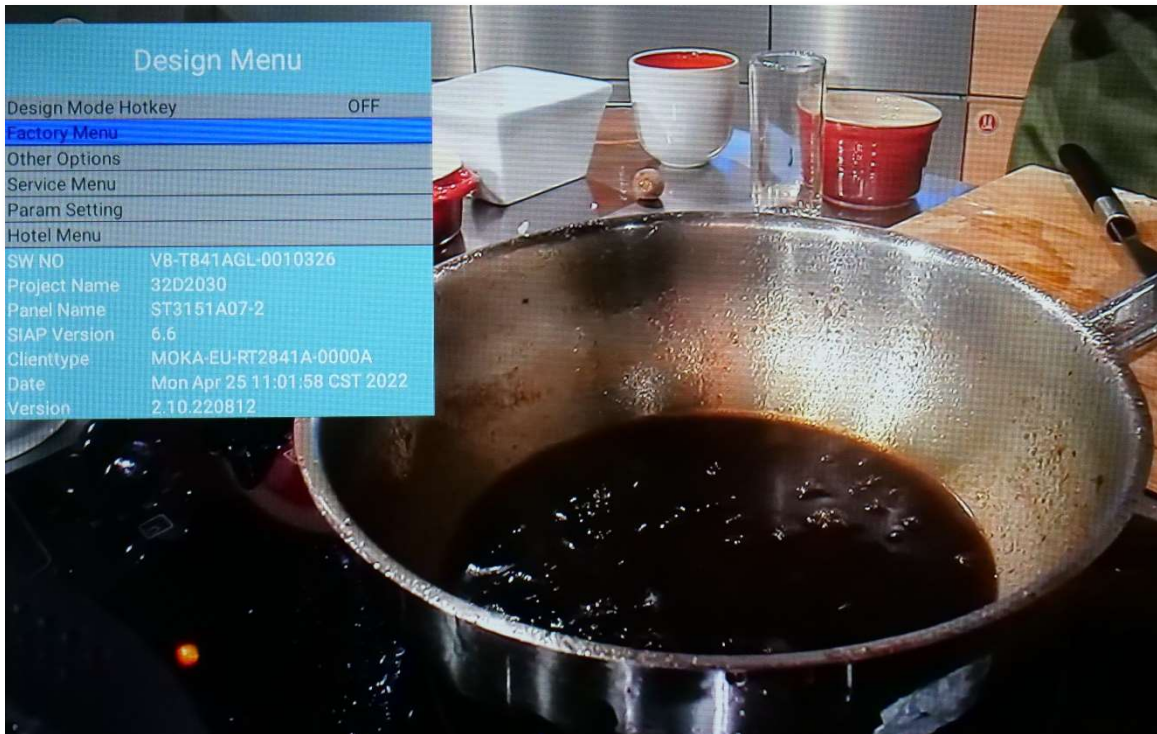 Design Menu
Design Mode Hotkey OFF
Factory Menu
Other Options
Service Menu
Param Setting
Hotel Menu
SW NO V8-T841AGL-0010326
Project Name 32D2030
Panel Name ST3151A07-2
SIAP Version 6.6
Clienttype MOKA-EU-RT2841A-0000A
Date Mon Apr 25 11:01:58 CST 2022
Version 2.10.220812